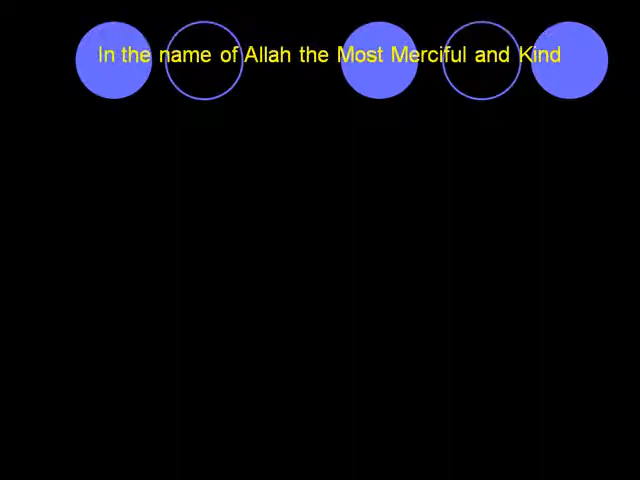 In the name of Allah the Most Merciful and Kind